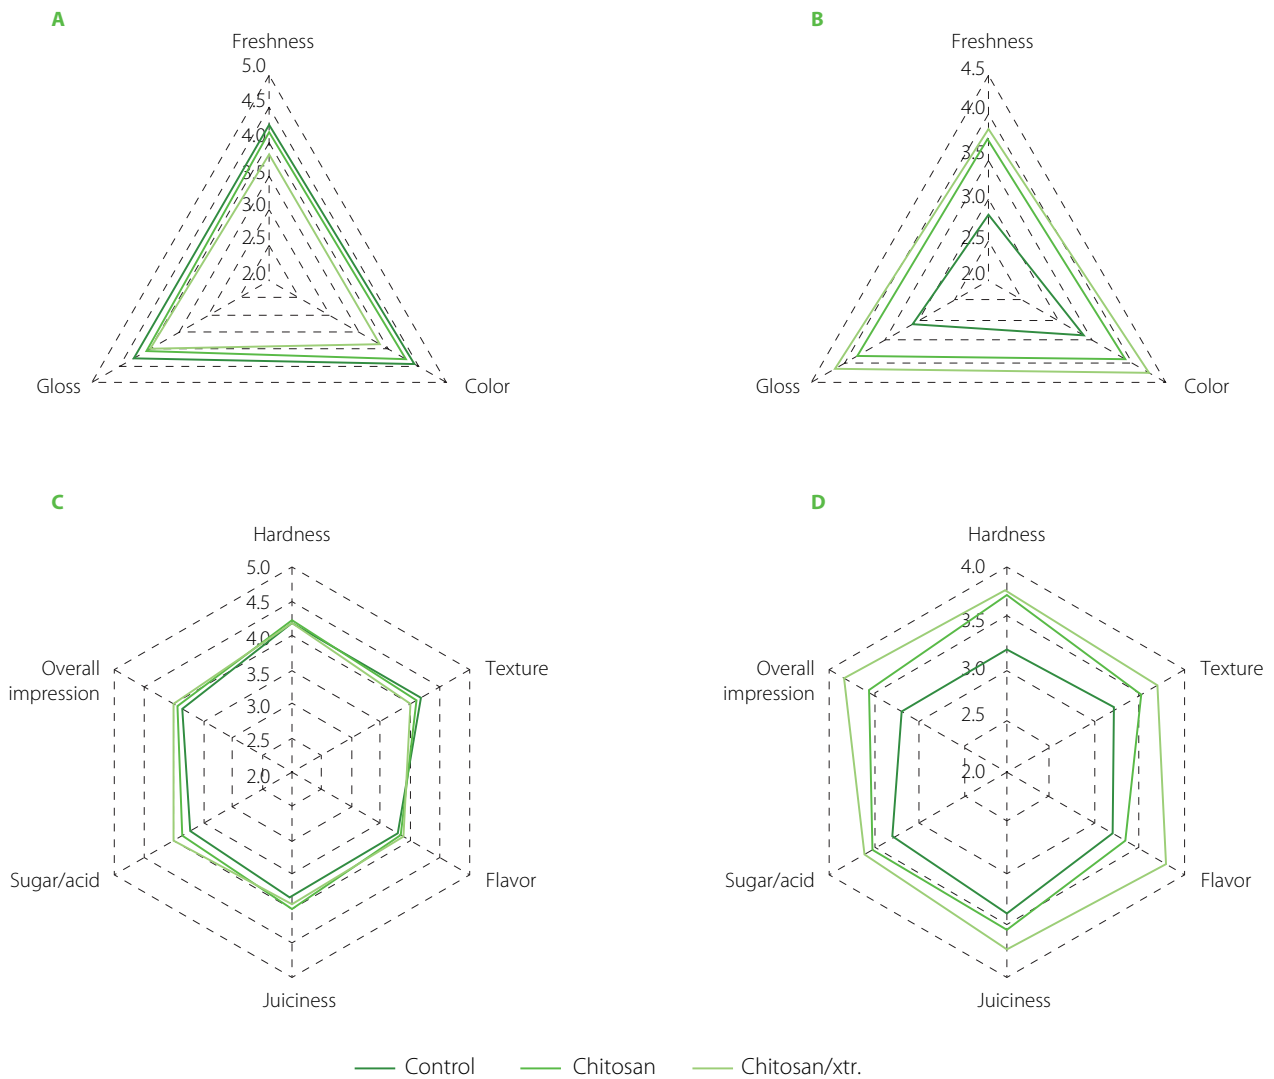 A
Freshness
5.0
4.5
4.0
3.5
3.0
2.5
2.0
Gloss
Color
B
Freshness
4.5
4.0
3.5
3.0
2.5
2.0
Gloss
Color
C
Hardness
5.0
4.5
4.0
3.5
3.0
2.5
2.0
Overall
impression
Texture
Sugar/acid
Flavor
Juiciness
D
Hardness
4.0
3.5
3.0
2.5
2.0
Overall
impression
Texture
Sugar/acid
Flavor
Juiciness
Control
Chitosan
Chitosan/xtr.